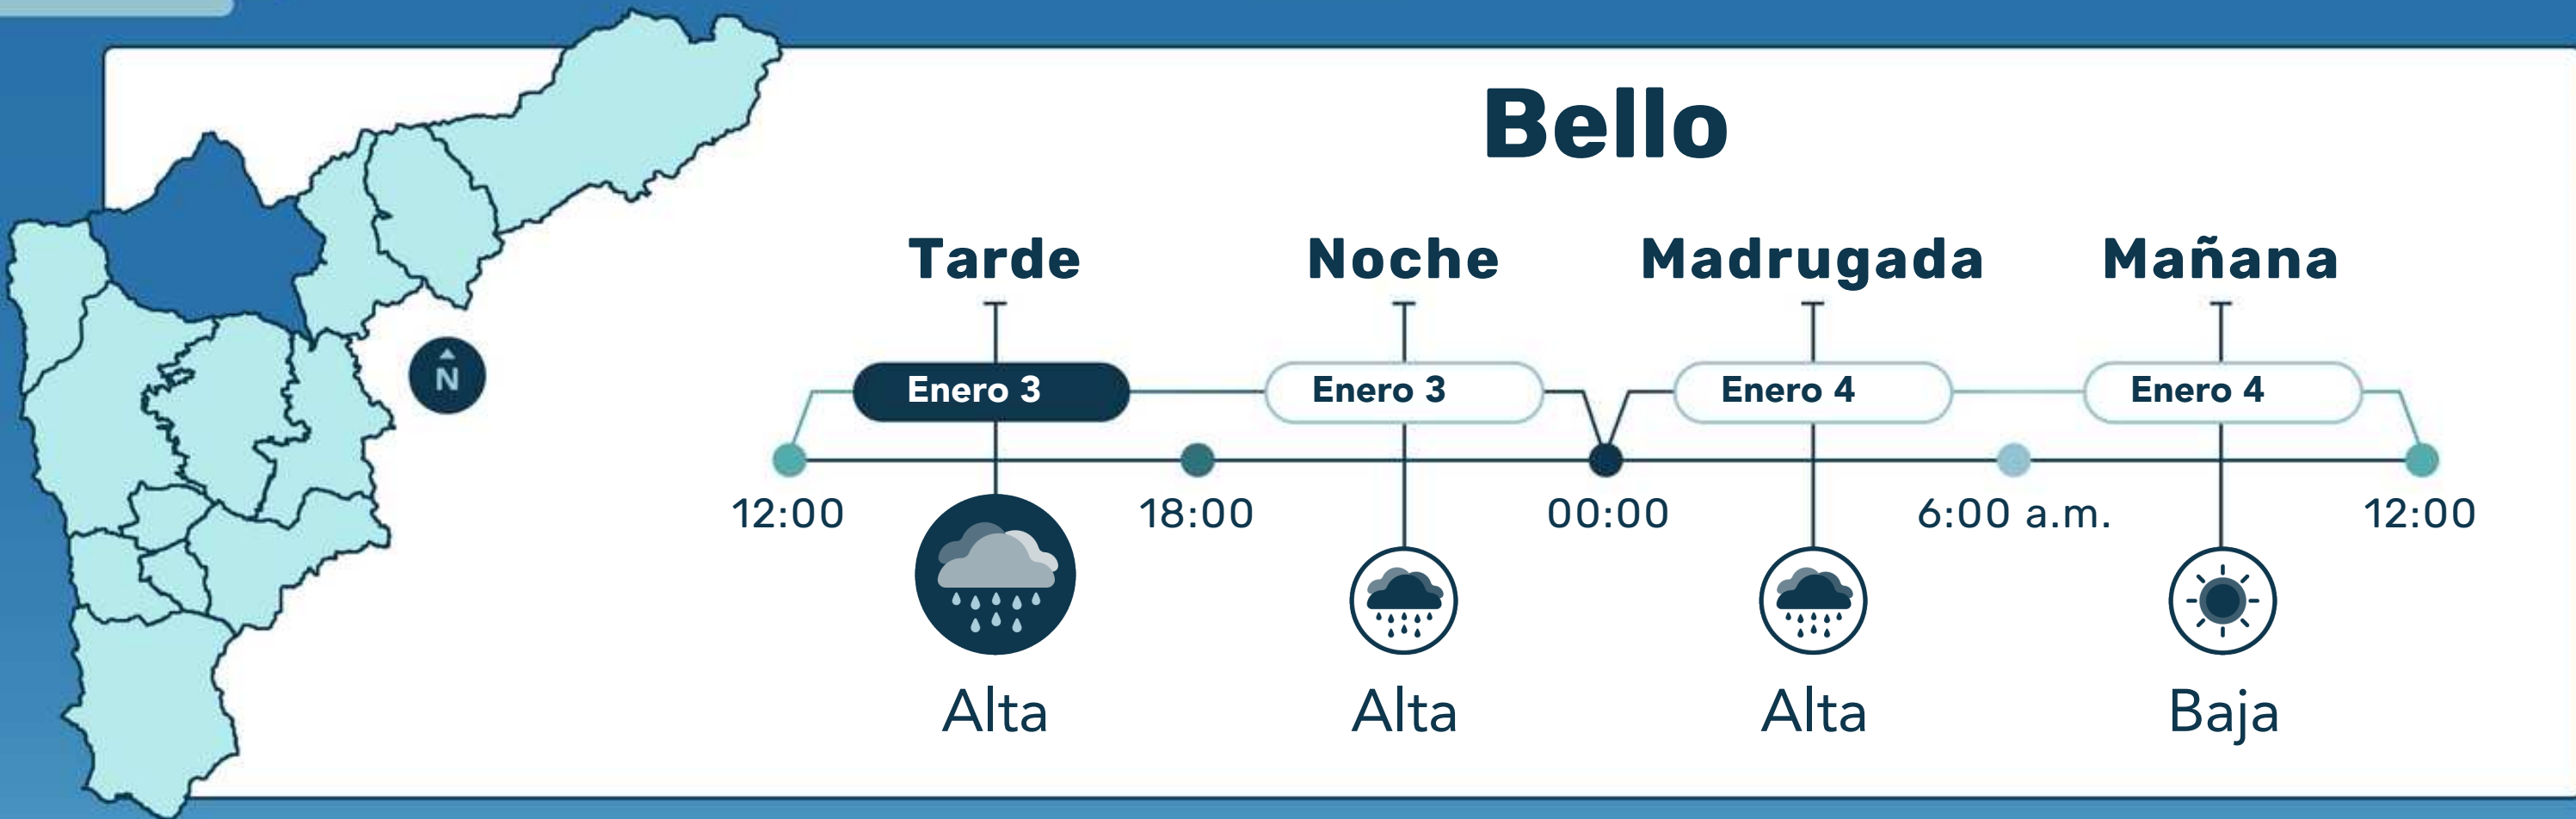 Bello
Tarde Noche Madrugada Mañana
N
Enero 3 Enero 3 Enero 4 Enero 4
12:00 18:00 00:00 6:00 a.m. 12:00
Alta Alta Alta Baja